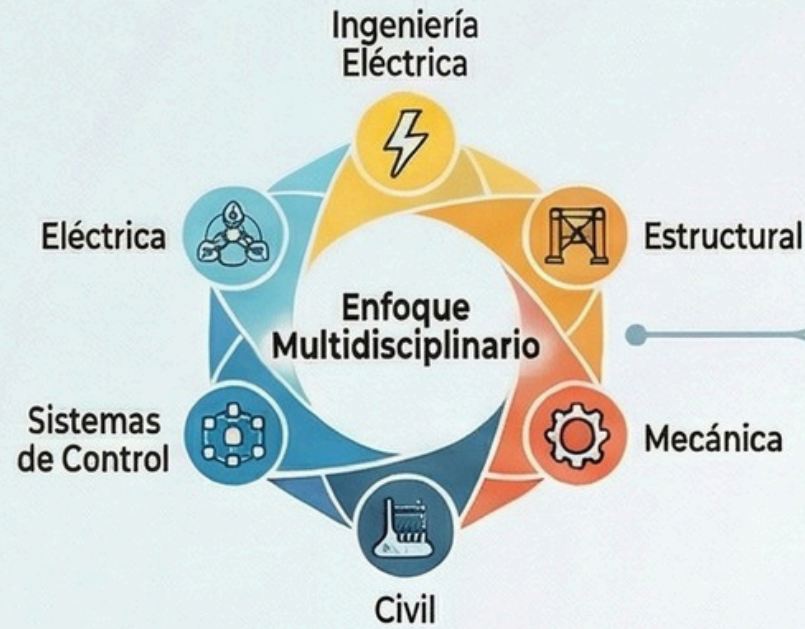 Ingeniería
Eléctrica
Eléctrica
Estructural
Enfoque
Multidisciplinario
Sistemas
de Control
Mecánica
Civil